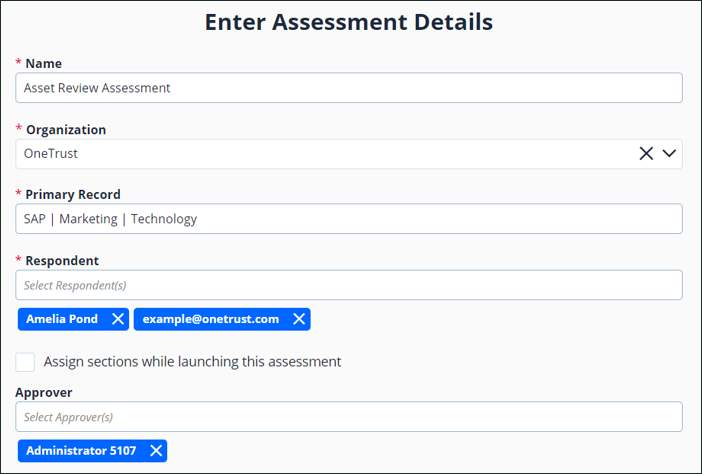 Enter Assessment Details
* Name
Asset Review Assessment
* Organization
OneTrust
* Primary Record
SAP | Marketing | Technology
* Respondent
Select Respondent(s)
Amelia Pond example@onetrust.com
Assign sections while launching this assessment
Approver
Select Approver(s)
Administrator 5107